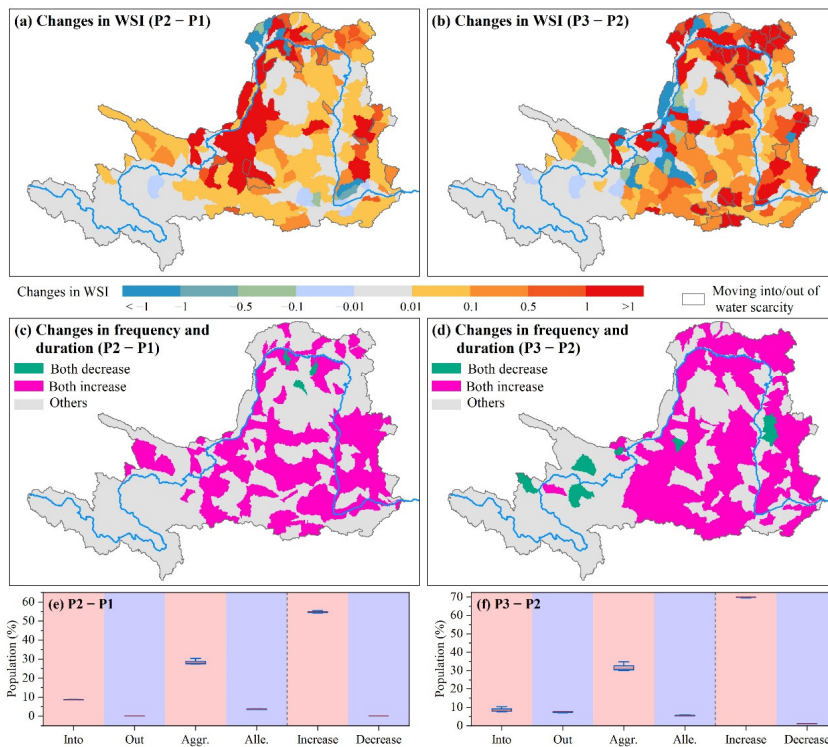 (a) Changes in WSI (P2 − P1)
(b) Changes in WSI (P3 − P2)
Changes in WSI
< −1 −1 −0.5 −0.1 −0.01 0.01 0.1 0.5 1 >1
Moving into/out of
water scarcity
(c) Changes in frequency and
duration (P2 − P1)
Both decrease
Both increase
Others
(d) Changes in frequency and
duration (P3 − P2)
Both decrease
Both increase
Others
(e) P2 − P1
Population (%)
60
50
40
30
20
10
0
Into Out Aggr. Alle. Increase Decrease
(f) P3 − P2
Population (%)
70
60
50
40
30
20
10
0
Into Out Aggr. Alle. Increase Decrease